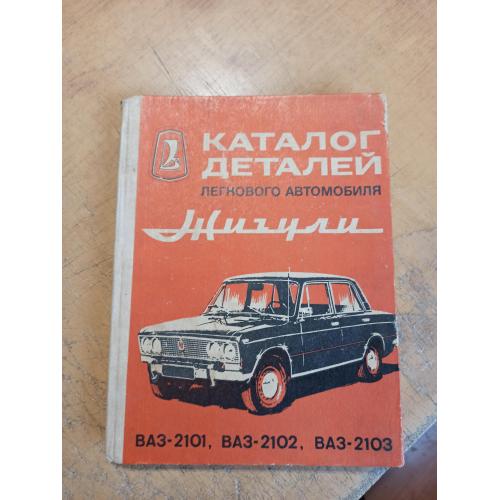 КАТАЛОГ
ДЕТАЛЕЙ
ЛЕГКОВОГО АВТОМОБИЛЯ
Жигули
ВАЗ-2101, ВАЗ-2102, ВАЗ-2103